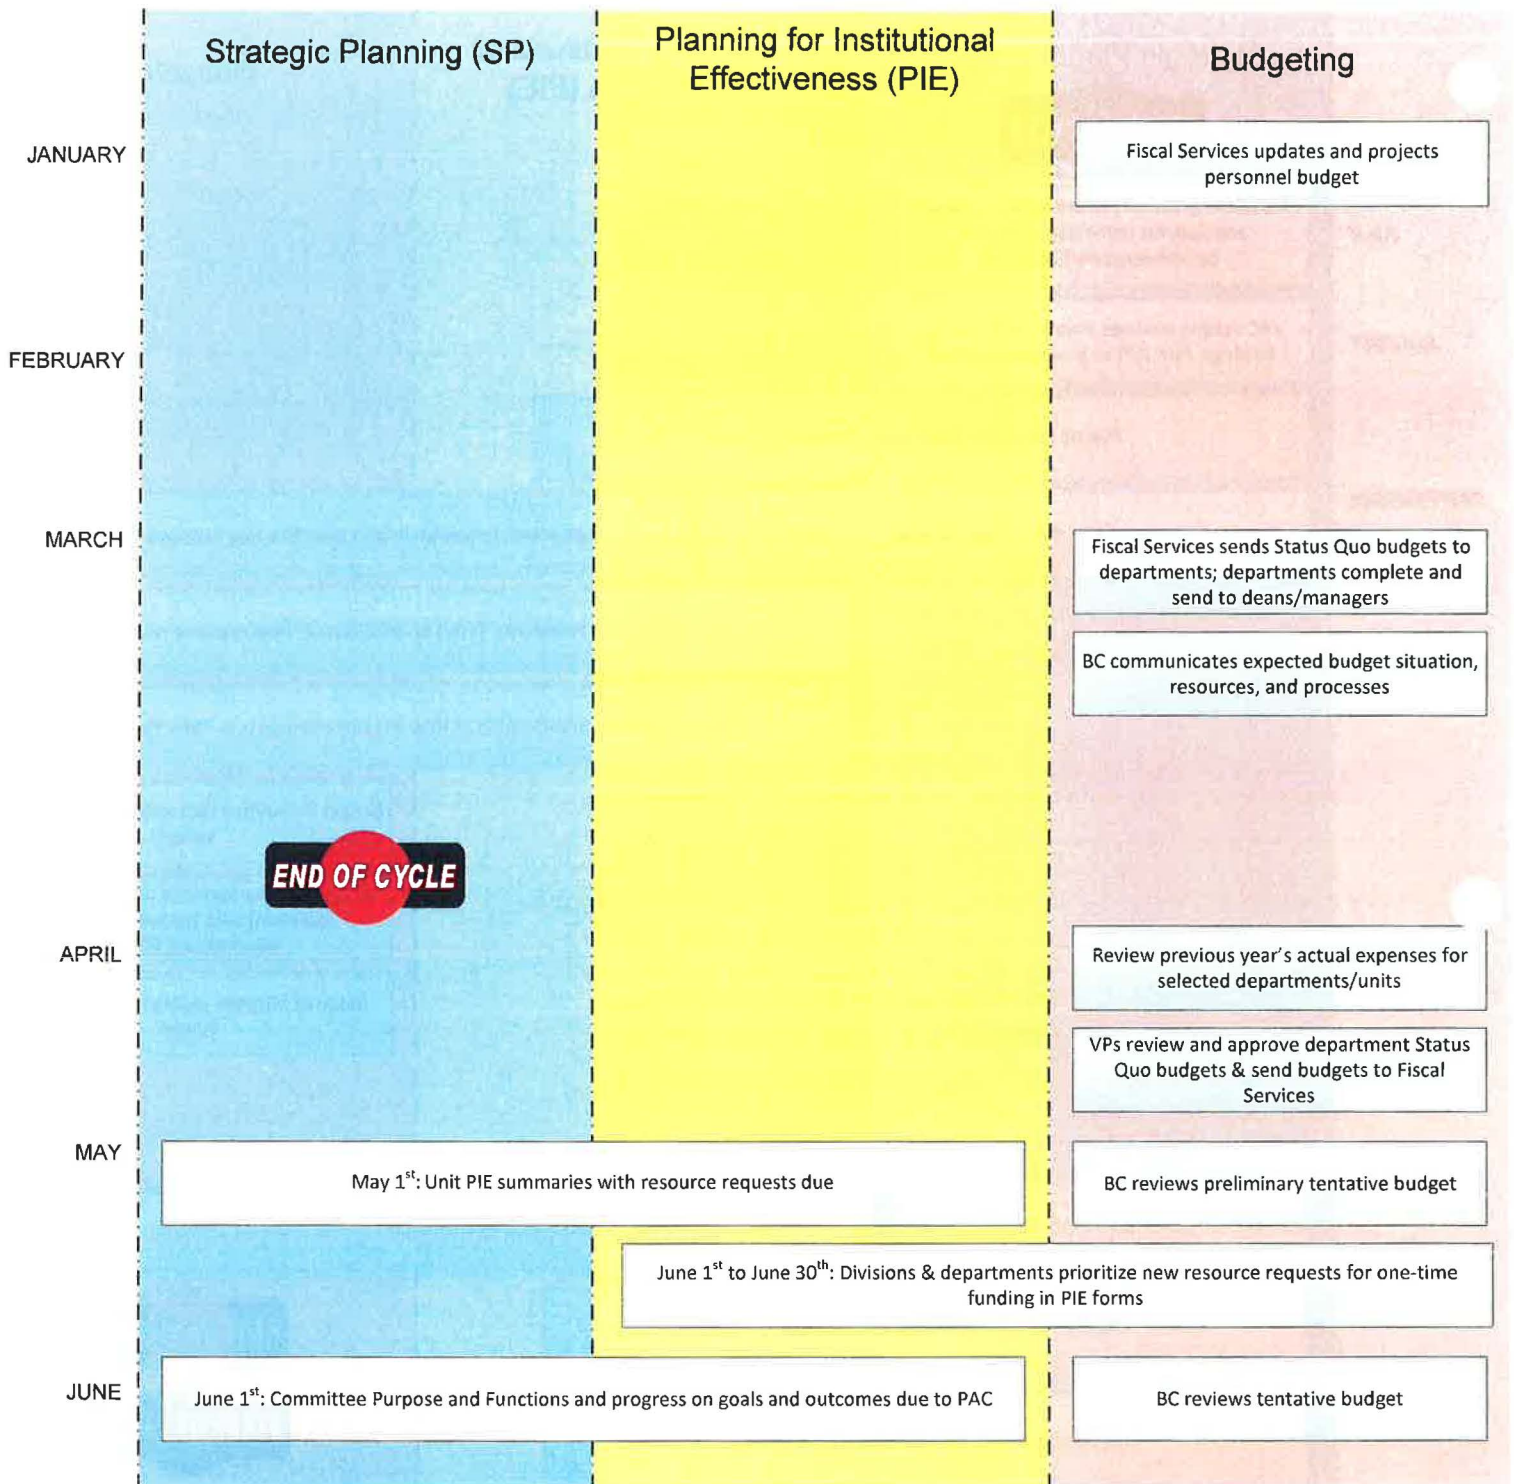 Strategic Planning (SP)
Planning for Institutional
Effectiveness (PIE)
Budgeting
JANUARY
Fiscal Services updates and projects
personnel budget
FEBRUARY
MARCH
Fiscal Services sends Status Quo budgets to
departments; departments complete and
send to deans/managers
BC communicates expected budget situation,
resources, and processes
END OF CYCLE
APRIL
Review previous year's actual expenses for
selected departments/units
VPs review and approve department Status
Quo budgets & send budgets to Fiscal
Services
MAY
May 1st: Unit PIE summaries with resource requests due
BC reviews preliminary tentative budget
June 1st to June 30th: Divisions & departments prioritize new resource requests for one-time
funding in PIE forms
JUNE
June 1st: Committee Purpose and Functions and progress on goals and outcomes due to PAC
BC reviews tentative budget